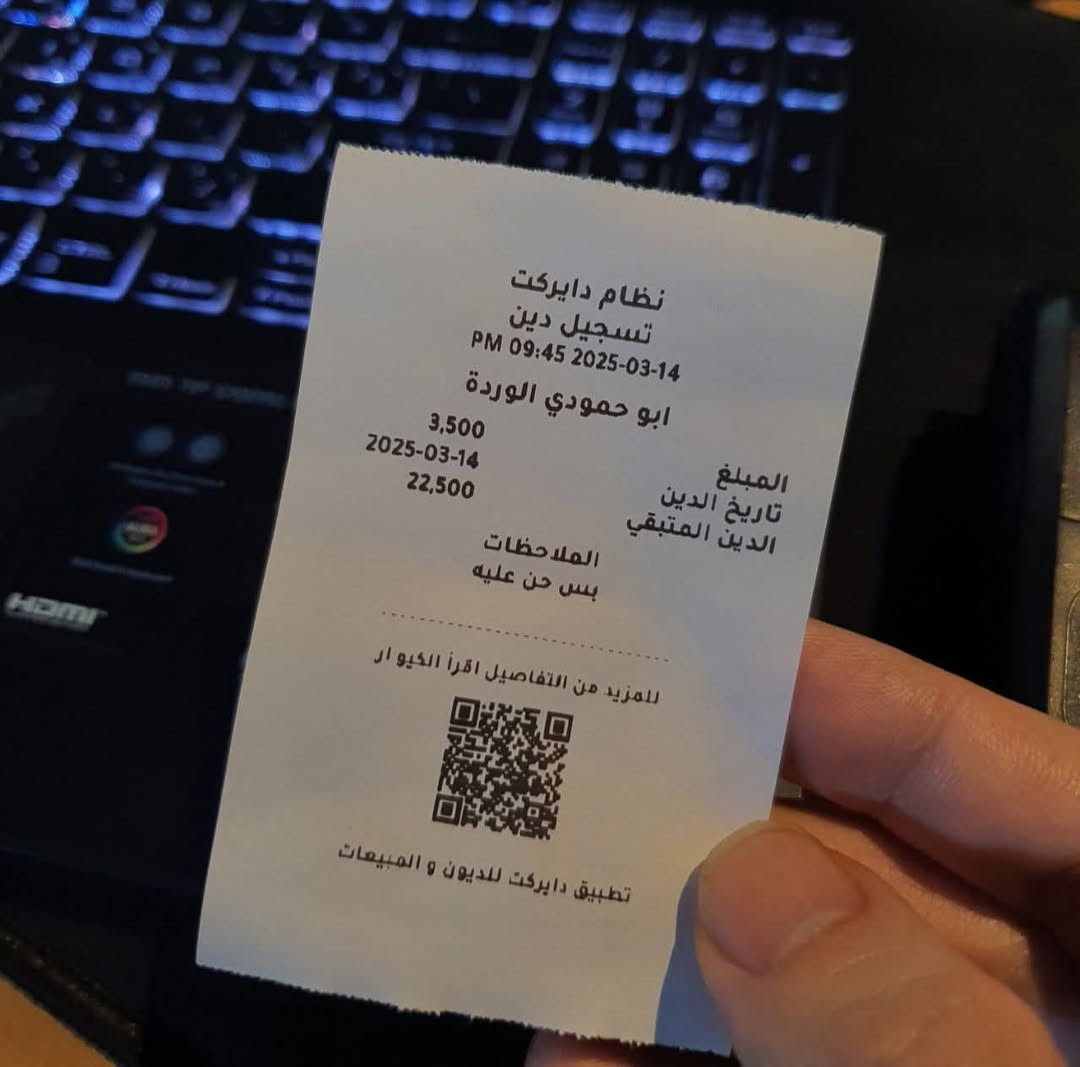 نظام دايركت
تسجيل دين
PM 09:45 2025-03-14
ابو حمودي الوردة
المبلغ 3,500
تاريخ الدين 2025-03-14
الدين المتبقي 22,500
الملاحظات
بس حن عليه
للمزيد من التفاصيل اقرأ الكيو ار
تطبيق دايركت للديون و المبيعات
HDMI